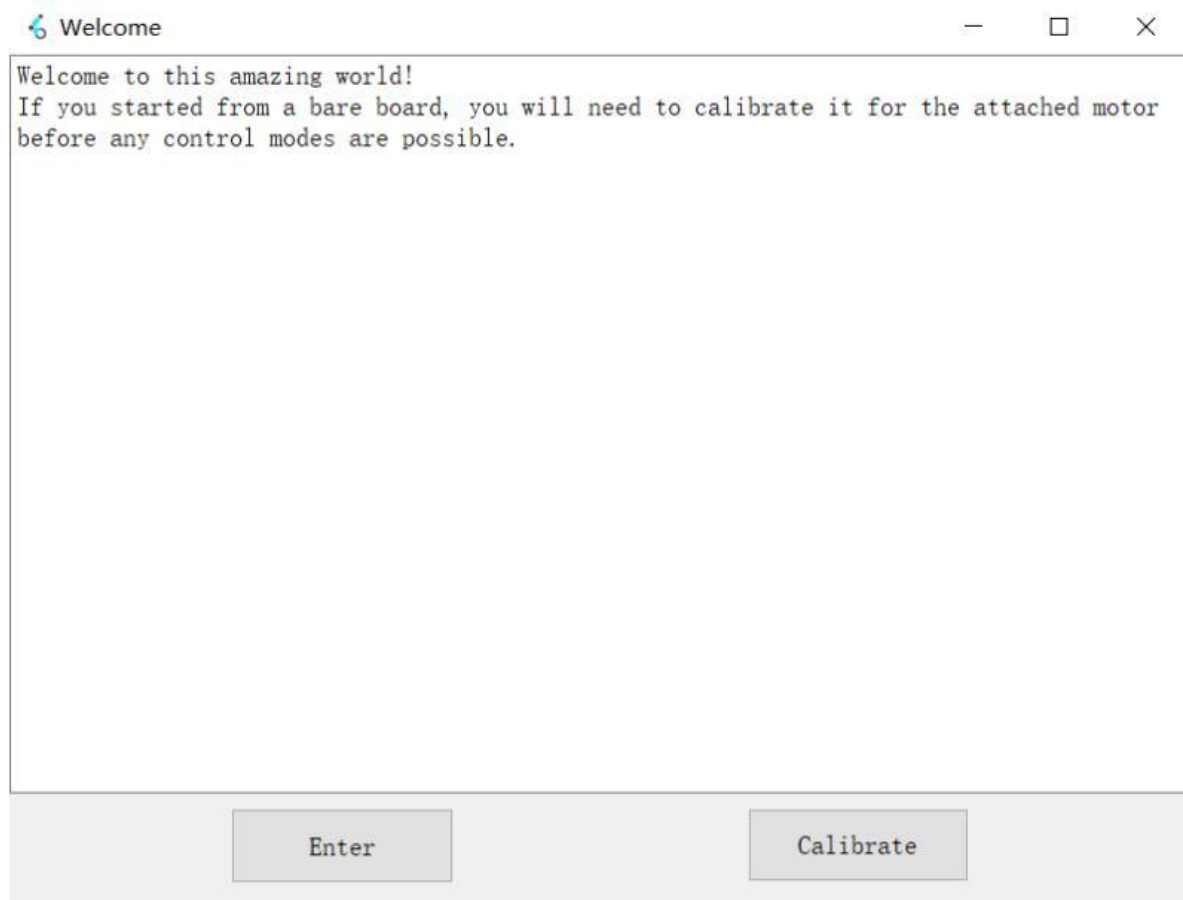 Welcome
Welcome to this amazing world!
If you started from a bare board, you will need to calibrate it for the attached motor
before any control modes are possible.
Enter
Calibrate